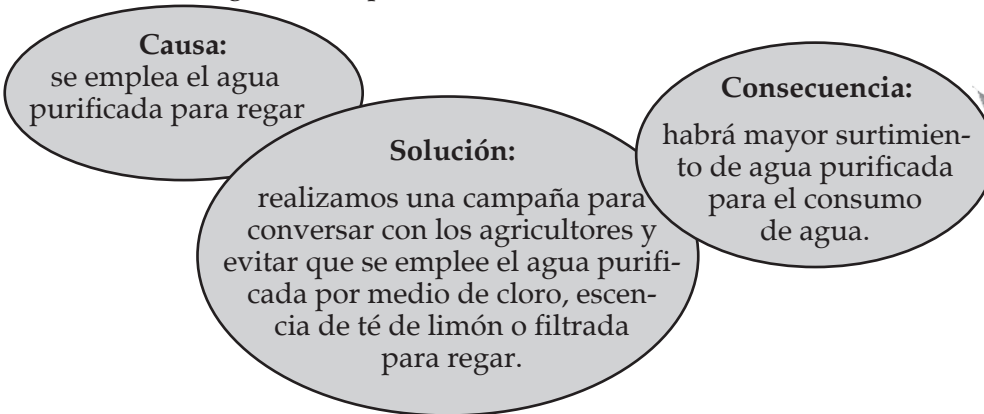 Causa:
se emplea el agua
purificada para regar
Solución:
realizamos una campaña para
conversar con los agricultores y
evitar que se emplee el agua purifi-
cada por medio de cloro, escen-
cia de té de limón o filtrada
para regar.
Consecuencia:
habrá mayor surtimien-
to de agua purificada
para el consumo
de agua.